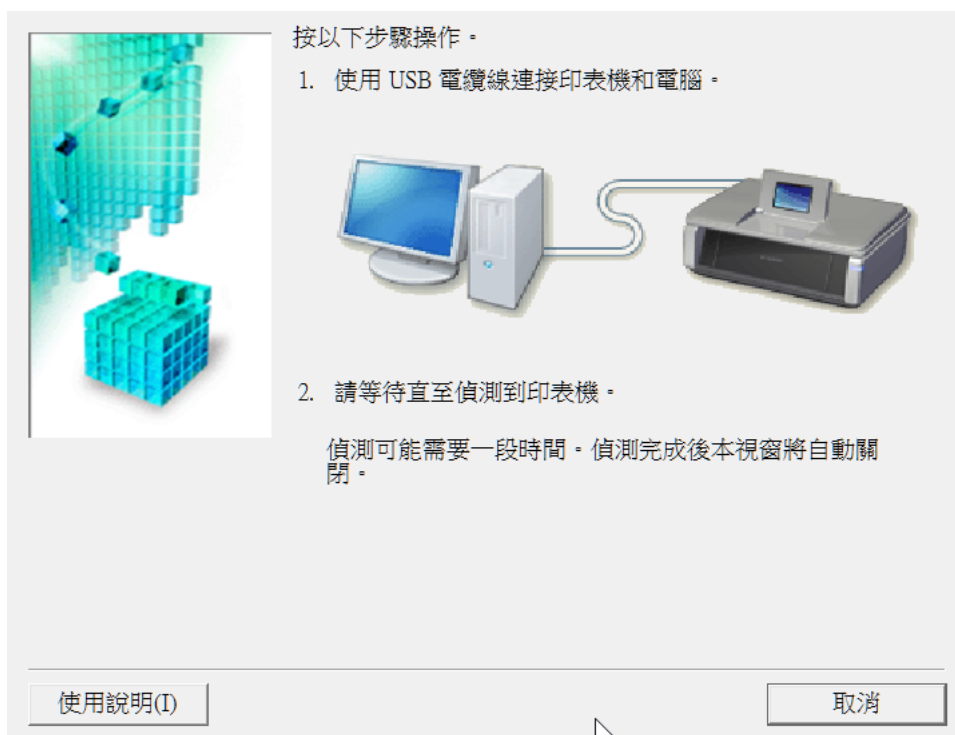 按以下步驟操作。
1. 使用 USB 電纜線連接印表機和電腦。
2. 請等待直至偵測到印表機。
偵測可能需要一段時間。偵測完成後本視窗將自動關
閉。
使用說明(I)
取消